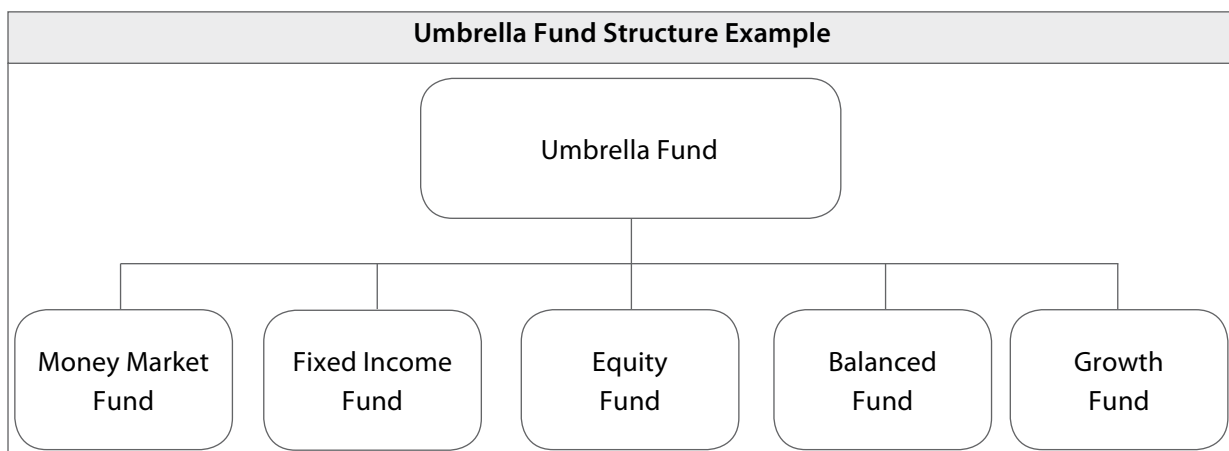 Umbrella Fund Structure Example
Umbrella Fund
Money Market
Fund
Fixed Income
Fund
Equity
Fund
Balanced
Fund
Growth
Fund